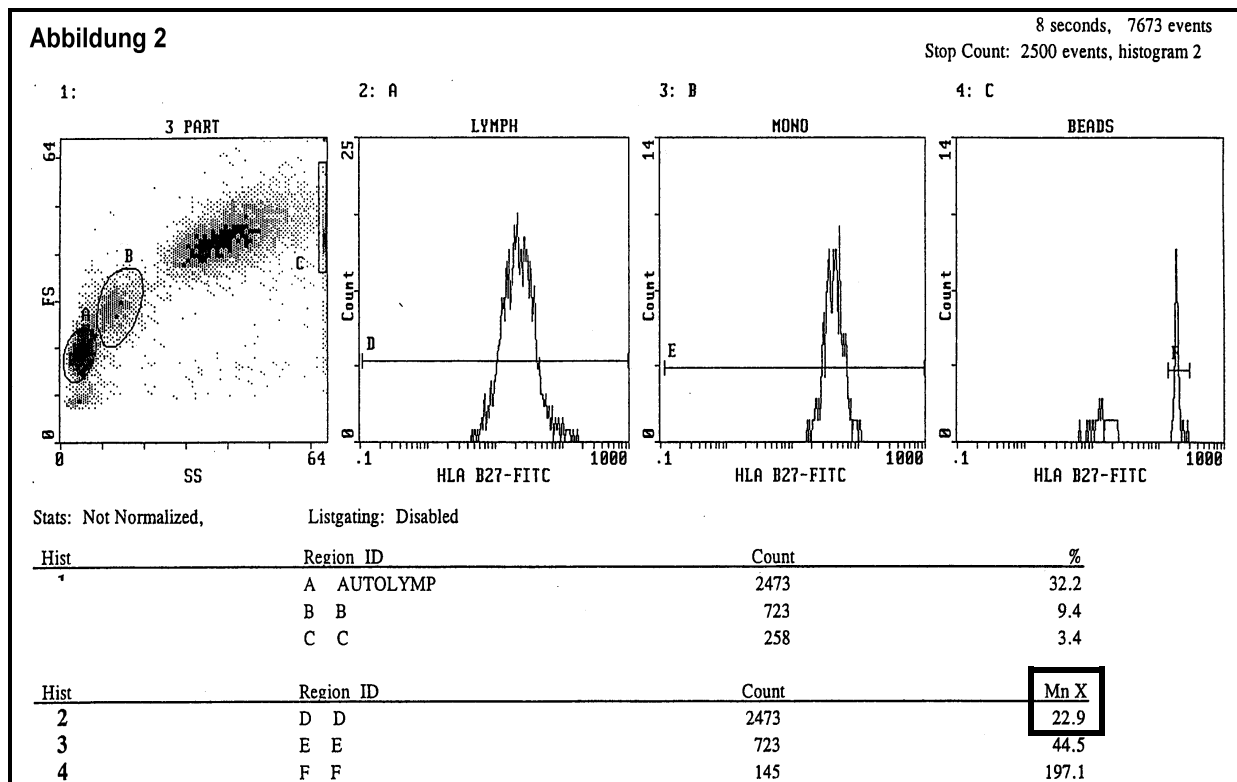 Abbildung 2
8 seconds, 7673 events
Stop Count: 2500 events, histogram 2
1:
2: A
3: B
4: C
3 PART
LYMPH
MONO
BEADS
64
25
14
14
B
C
A
D
E
F
FS
Count
Count
Count
0
0
0
0
0 64
.1 1000
.1 1000
.1 1000
SS
HLA B27-FITC
HLA B27-FITC
HLA B27-FITC
Stats: Not Normalized, Listgating: Disabled
Hist Region ID Count %
A AUTOLYMP 2473 32.2
B B 723 9.4
C C 258 3.4
Hist Region ID Count Mn X
2 D D 2473 22.9
3 E E 723 44.5
4 F F 145 197.1